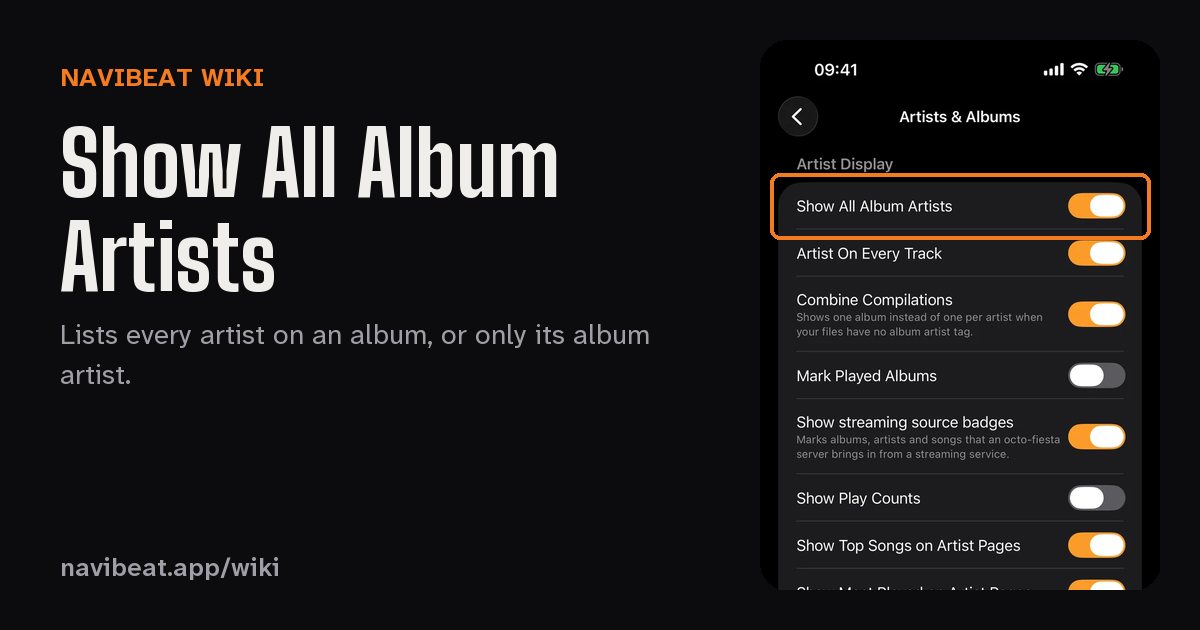 NAVIBEAT WIKI
Show All Album
Artists
Lists every artist on an album, or only its album
artist.
navibeat.app/wiki
09:41
Artists & Albums
Artist Display
Show All Album Artists
Artist On Every Track
Combine Compilations
Shows one album instead of one per artist when
your files have no album artist tag.
Mark Played Albums
Show streaming source badges
Marks albums, artists and songs that an octo-fiesta
server brings in from a streaming service.
Show Play Counts
Show Top Songs on Artist Pages